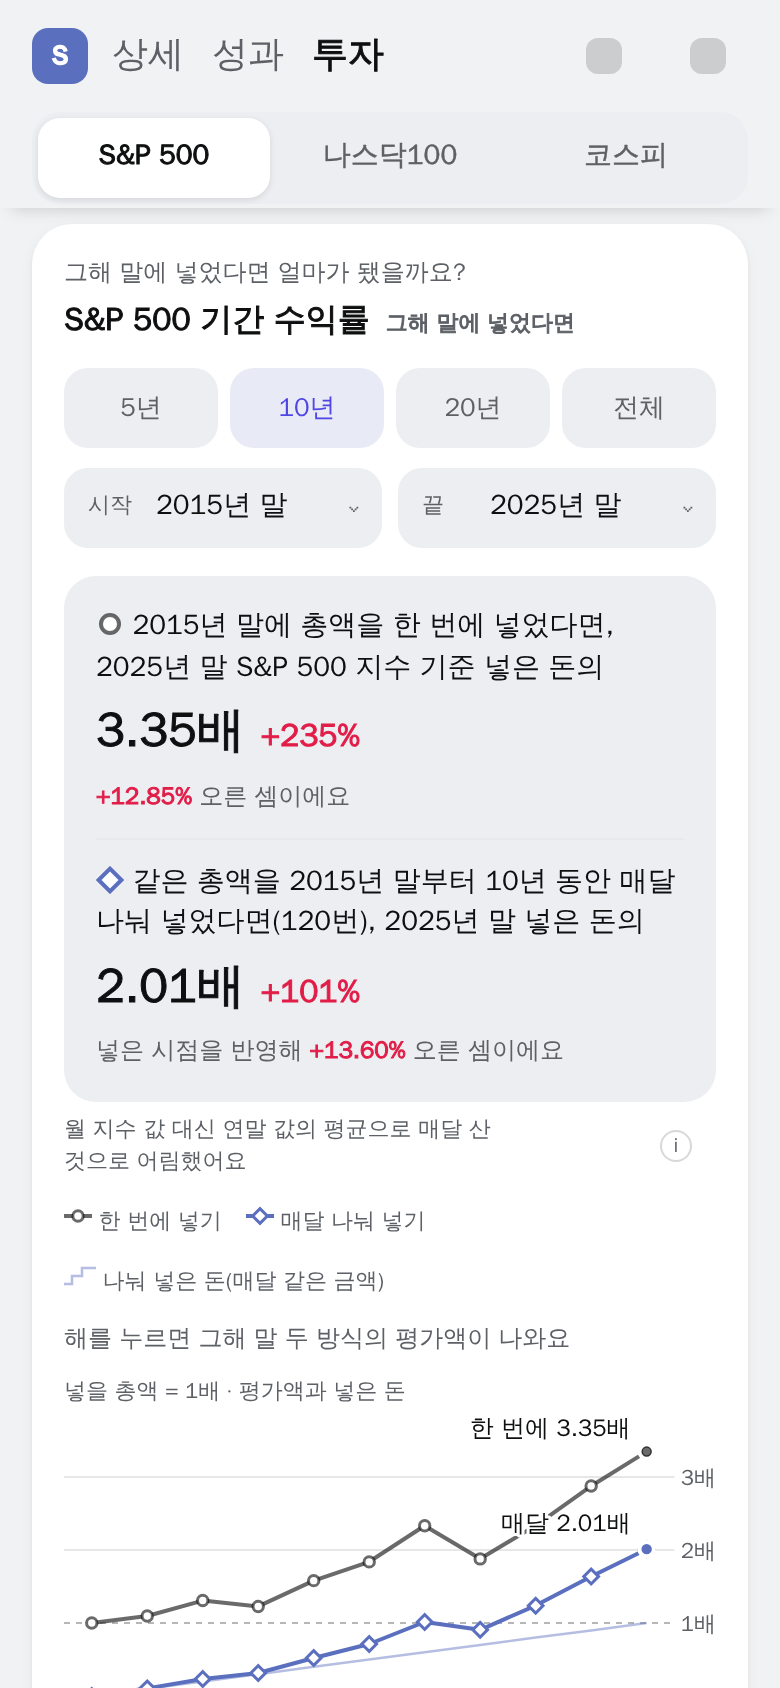 S 상세 성과 투자
S&P 500 나스닥100 코스피
그해 말에 넣었다면 얼마가 됐을까요?
S&P 500 기간 수익률 그해 말에 넣었다면
5년 10년 20년 전체
시작 2015년 말 끝 2025년 말
2015년 말에 총액을 한 번에 넣었다면,
2025년 말 S&P 500 지수 기준 넣은 돈의
3.35배 +235%
+12.85% 오른 셈이에요
같은 총액을 2015년 말부터 10년 동안 매달
나눠 넣었다면(120번), 2025년 말 넣은 돈의
2.01배 +101%
넣은 시점을 반영해 +13.60% 오른 셈이에요
월 지수 값 대신 연말 값의 평균으로 매달 산
것으로 어림했어요
i
한 번에 넣기 매달 나눠 넣기
나눠 넣은 돈(매달 같은 금액)
해를 누르면 그해 말 두 방식의 평가액이 나와요
넣을 총액 = 1배 · 평가액과 넣은 돈
한 번에 3.35배
3배
매달 2.01배
2배
1배